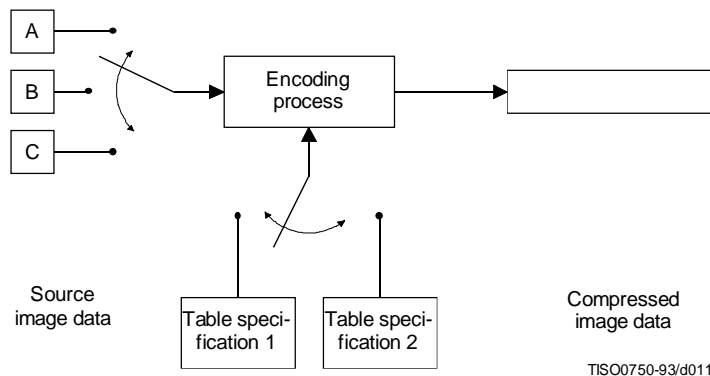 A
B
C
Encoding
process
Source
image data
Table speci-
fication 1
Table speci-
fication 2
Compressed
image data
TISO0750-93/d011